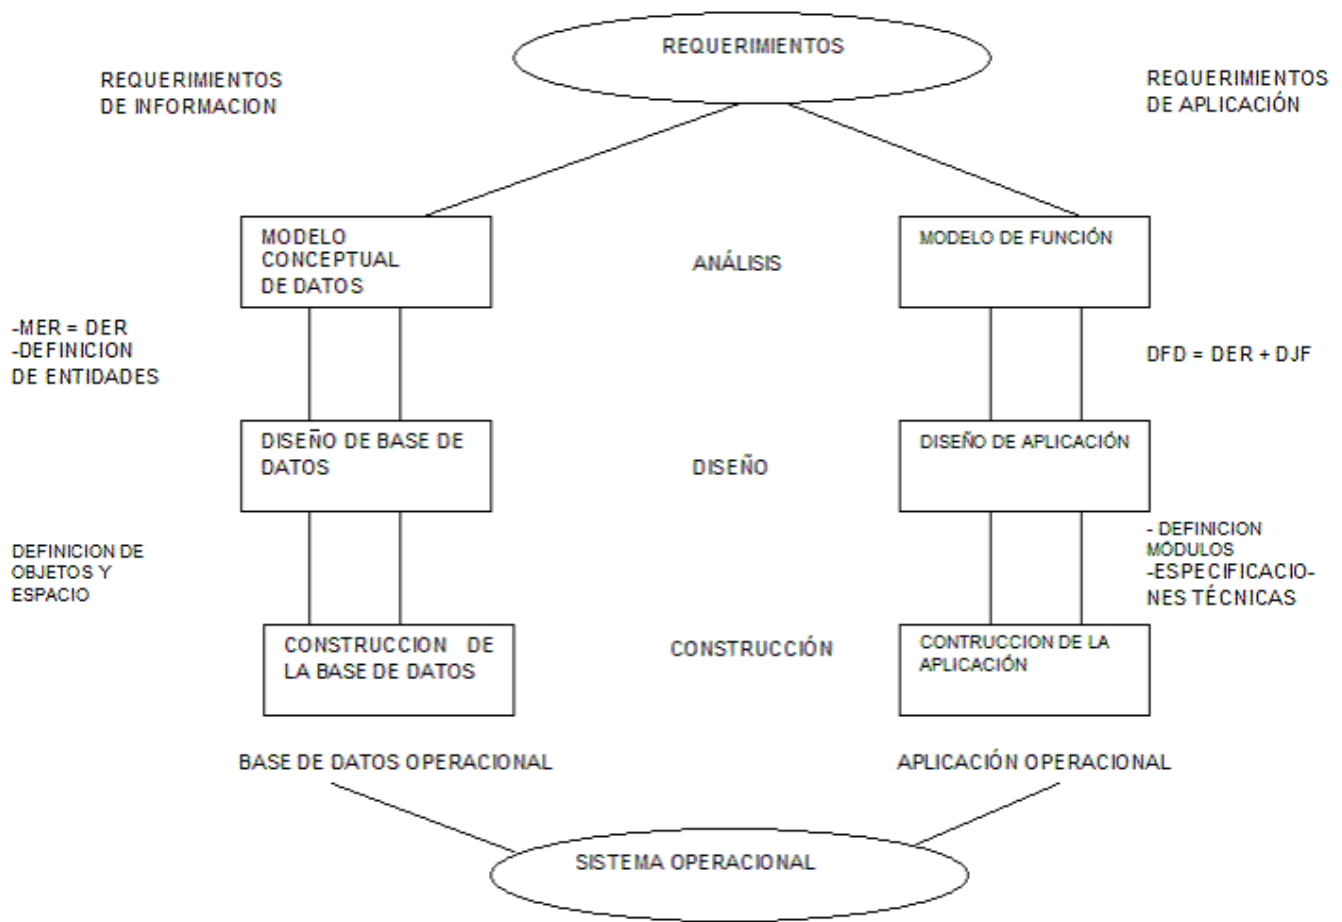 REQUERIMIENTOS
REQUERIMIENTOS
DE INFORMACION
REQUERIMIENTOS
DE APLICACIÓN
MODELO
CONCEPTUAL
DE DATOS
ANÁLISIS
MODELO DE FUNCIÓN
-MER = DER
-DEFINICION
DE ENTIDADES
DFD = DER + DJF
DISEÑO DE BASE DE
DATOS
DISEÑO
DISEÑO DE APLICACIÓN
DEFINICION DE
OBJETOS Y
ESPACIO
- DEFINICION
MÓDULOS
-ESPECIFICACIO-
NES TÉCNICAS
CONSTRUCCION DE
LA BASE DE DATOS
CONSTRUCCIÓN
CONTRUCCION DE LA
APLICACIÓN
BASE DE DATOS OPERACIONAL
APLICACIÓN OPERACIONAL
SISTEMA OPERACIONAL